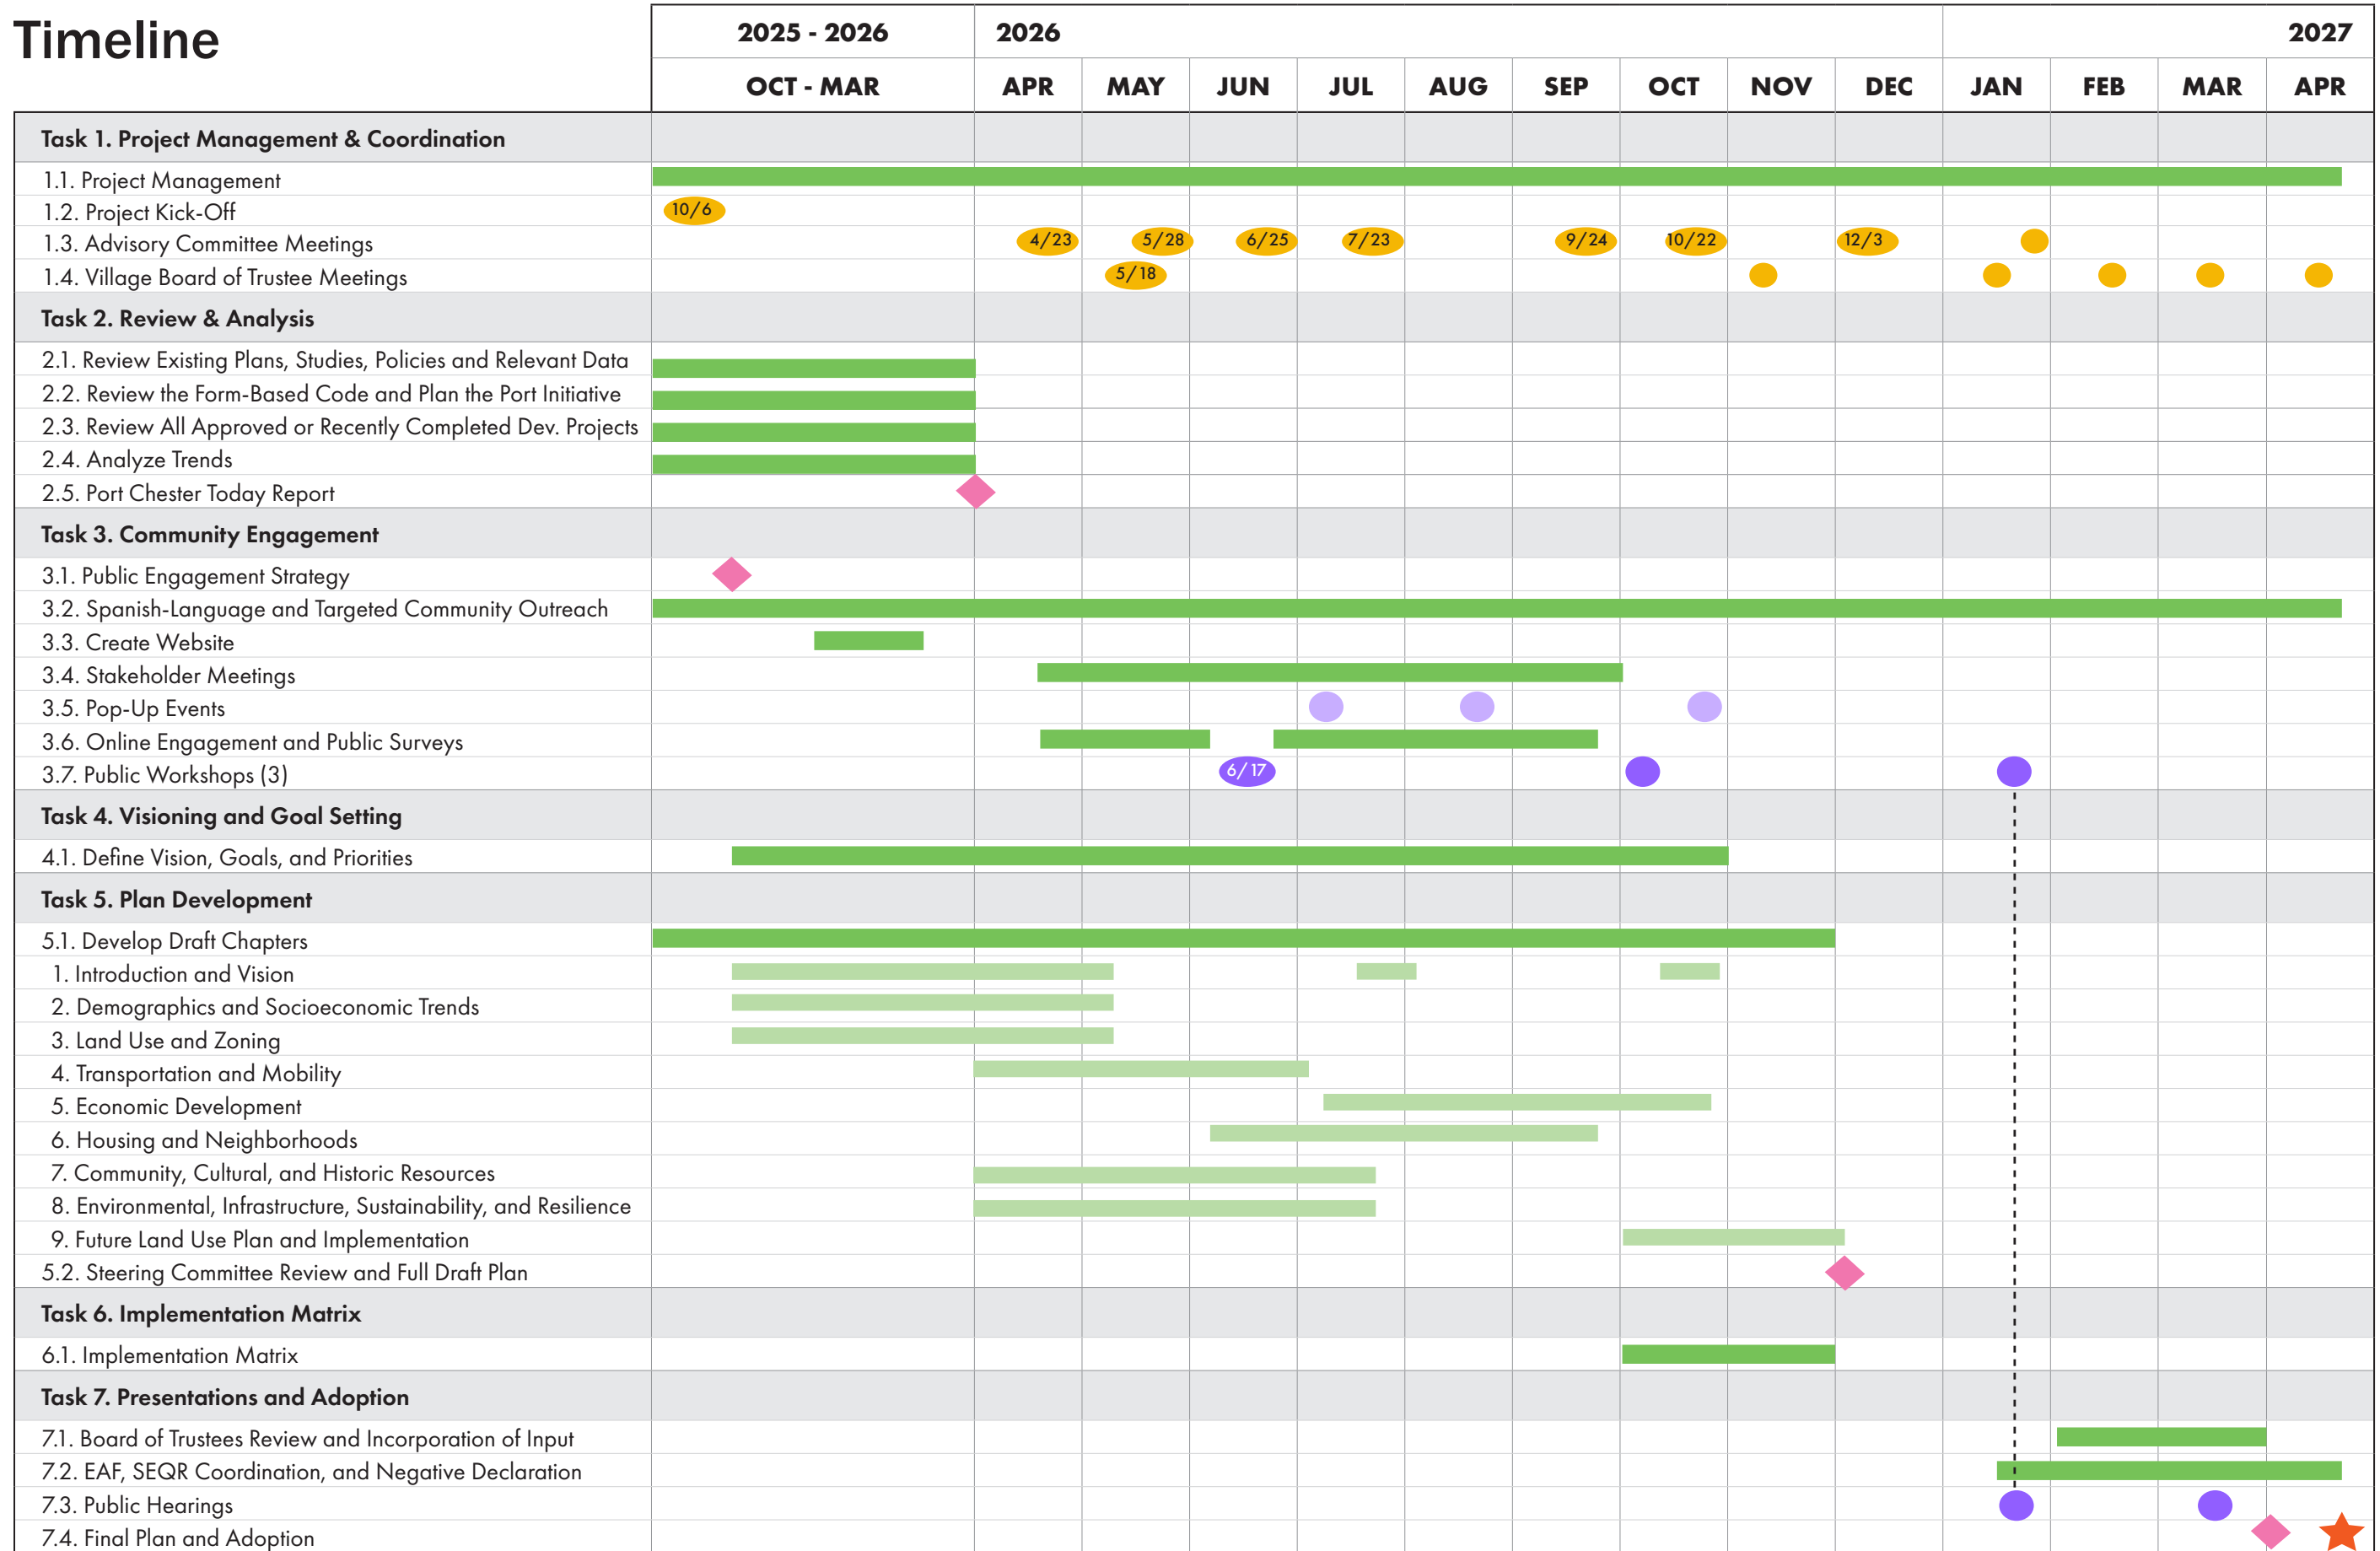 Timeline
2025 - 2026 2026 2027
OCT - MAR APR MAY JUN JUL AUG SEP OCT NOV DEC JAN FEB MAR APR
Task 1. Project Management & Coordination
1.1. Project Management
1.2. Project Kick-Off 10/6
1.3. Advisory Committee Meetings 4/23 5/28 6/25 7/23 9/24 10/22 12/3
1.4. Village Board of Trustee Meetings 5/18
Task 2. Review & Analysis
2.1. Review Existing Plans, Studies, Policies and Relevant Data
2.2. Review the Form-Based Code and Plan the Port Initiative
2.3. Review All Approved or Recently Completed Dev. Projects
2.4. Analyze Trends
2.5. Port Chester Today Report
Task 3. Community Engagement
3.1. Public Engagement Strategy
3.2. Spanish-Language and Targeted Community Outreach
3.3. Create Website
3.4. Stakeholder Meetings
3.5. Pop-Up Events
3.6. Online Engagement and Public Surveys
3.7. Public Workshops (3) 6/17
Task 4. Visioning and Goal Setting
4.1. Define Vision, Goals, and Priorities
Task 5. Plan Development
5.1. Develop Draft Chapters
1. Introduction and Vision
2. Demographics and Socioeconomic Trends
3. Land Use and Zoning
4. Transportation and Mobility
5. Economic Development
6. Housing and Neighborhoods
7. Community, Cultural, and Historic Resources
8. Environmental, Infrastructure, Sustainability, and Resilience
9. Future Land Use Plan and Implementation
5.2. Steering Committee Review and Full Draft Plan
Task 6. Implementation Matrix
6.1. Implementation Matrix
Task 7. Presentations and Adoption
7.1. Board of Trustees Review and Incorporation of Input
7.2. EAF, SEQR Coordination, and Negative Declaration
7.3. Public Hearings
7.4. Final Plan and Adoption